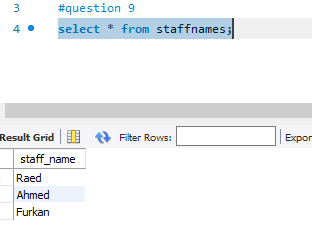 3 #question 9
4 select * from staffnames;
Result Grid Filter Rows: Expor
staff_name
Raed
Ahmed
Furkan